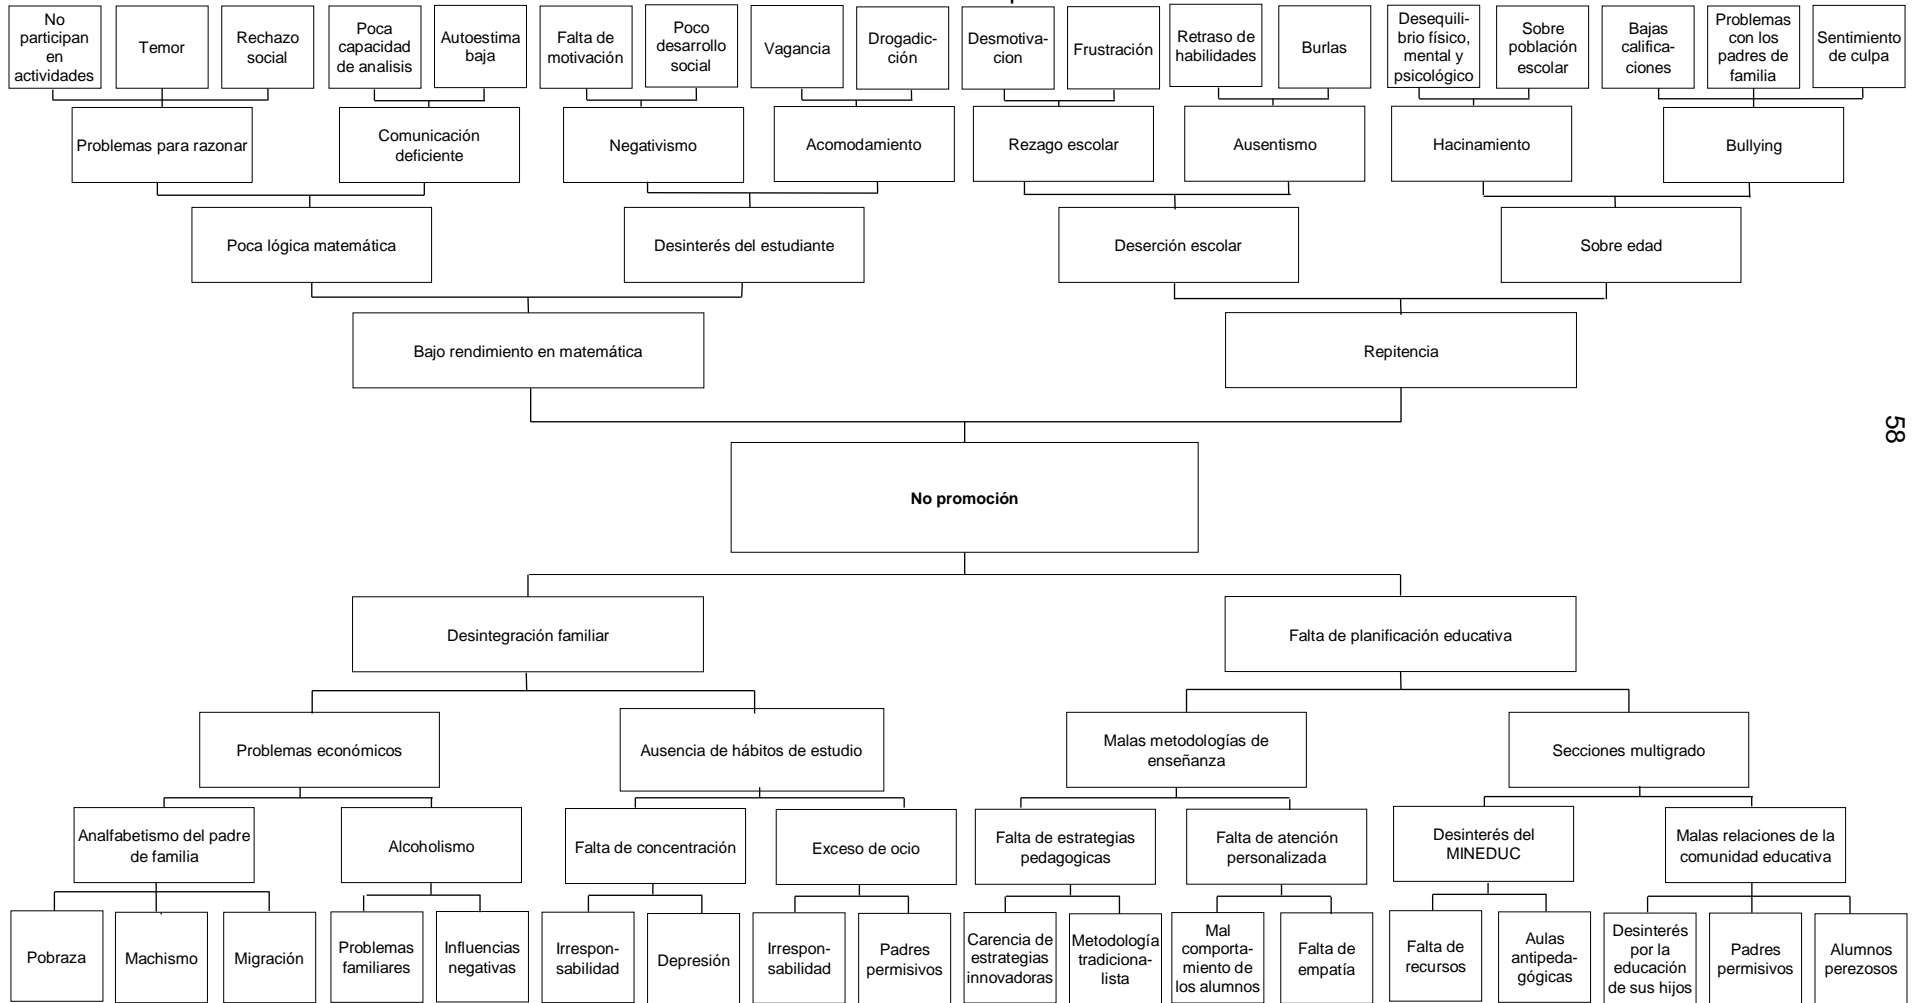 No
participan
en
actividades
Temor
Rechazo
social
Poca
capacidad
de analisis
Autoestima
baja
Falta de
motivación
Poco
desarrollo
social
Vagancia
Drogadic-
ción
Desmotiva-
cion
Frustración
Retraso de
habilidades
Burlas
Desequili-
brio físico,
mental y
psicológico
Sobre
población
escolar
Bajas
califica-
ciones
Problemas
con los
padres de
familia
Sentimiento
de culpa
Problemas para razonar
Comunicación
deficiente
Negativismo
Acomodamiento
Rezago escolar
Ausentismo
Hacinamiento
Bullying
Poca lógica matemática
Desinterés del estudiante
Deserción escolar
Sobre edad
Bajo rendimiento en matemática
Repitencia
58
No promoción
Desintegración familiar
Falta de planificación educativa
Problemas económicos
Ausencia de hábitos de estudio
Malas metodologías de
enseñanza
Secciones multigrado
Analfabetismo del padre
de familia
Alcoholismo
Falta de concentración
Exceso de ocio
Falta de estrategias
pedagogicas
Falta de atención
personalizada
Desinterés del
MINEDUC
Malas relaciones de la
comunidad educativa
Pobraza
Machismo
Migración
Problemas
familiares
Influencias
negativas
Irrespon-
sabilidad
Depresión
Irrespon-
sabilidad
Padres
permisivos
Carencia de
estrategias
innovadoras
Metodología
tradiciona-
lista
Mal
comporta-
miento de
los alumnos
Falta de
empatía
Falta de
recursos
Aulas
antipeda-
gógicas
Desinterés
por la
educación
de sus hijos
Padres
permisivos
Alumnos
perezosos